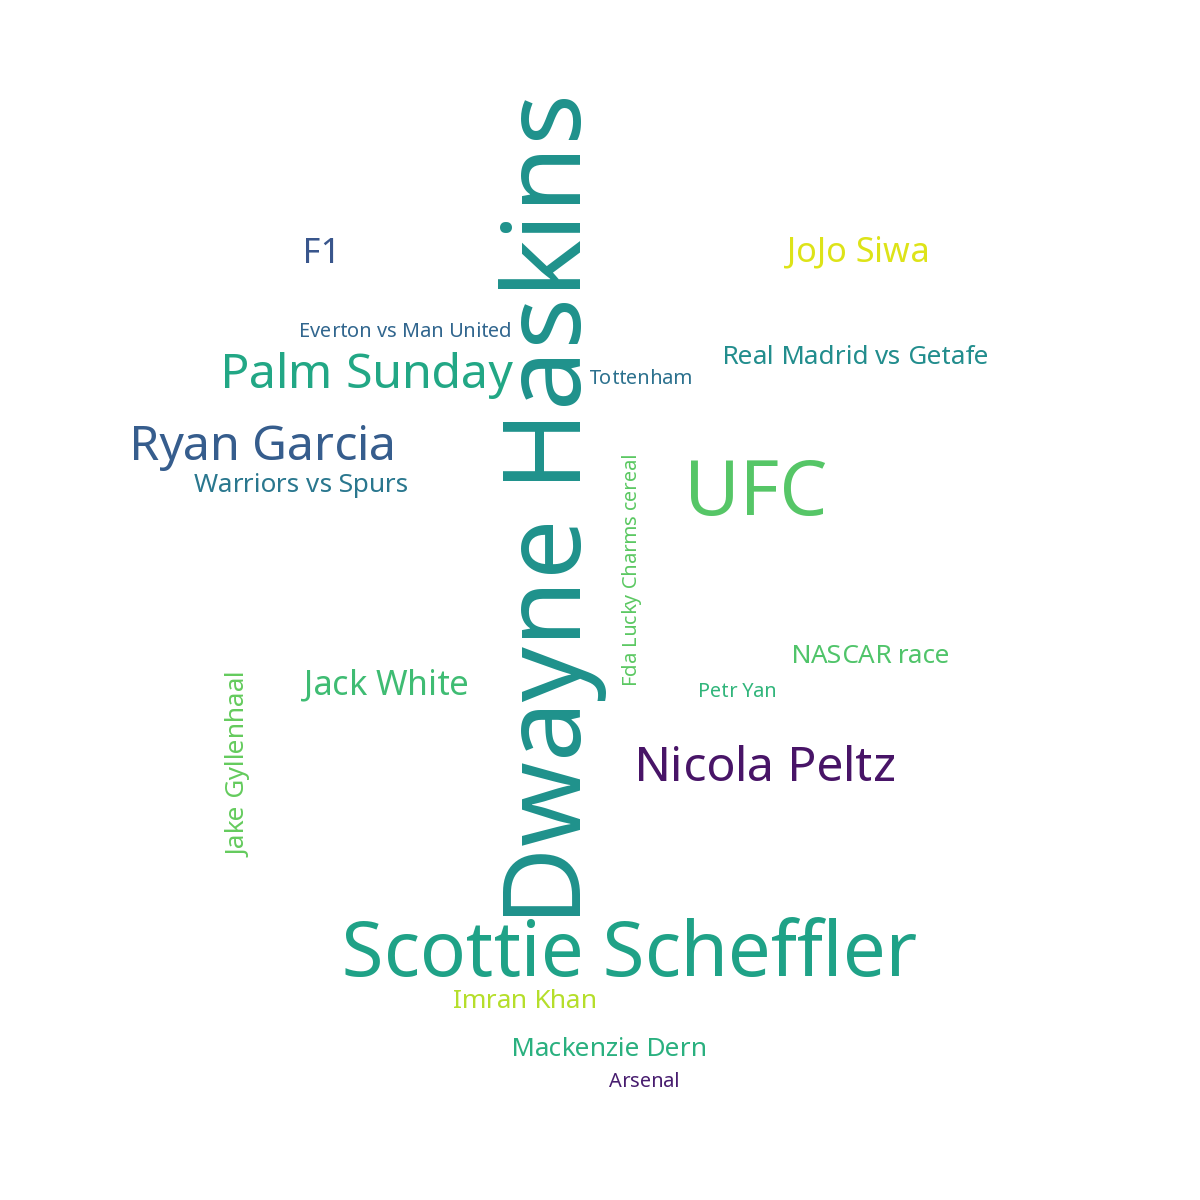 Dwayne Haskins
F1
JoJo Siwa
Everton vs Man United
Real Madrid vs Getafe
Palm Sunday
Tottenham
Ryan Garcia
Warriors vs Spurs
UFC
Fda Lucky Charms cereal
NASCAR race
Jack White
Petr Yan
Jake Gyllenhaal
Nicola Peltz
Scottie Scheffler
Imran Khan
Mackenzie Dern
Arsenal